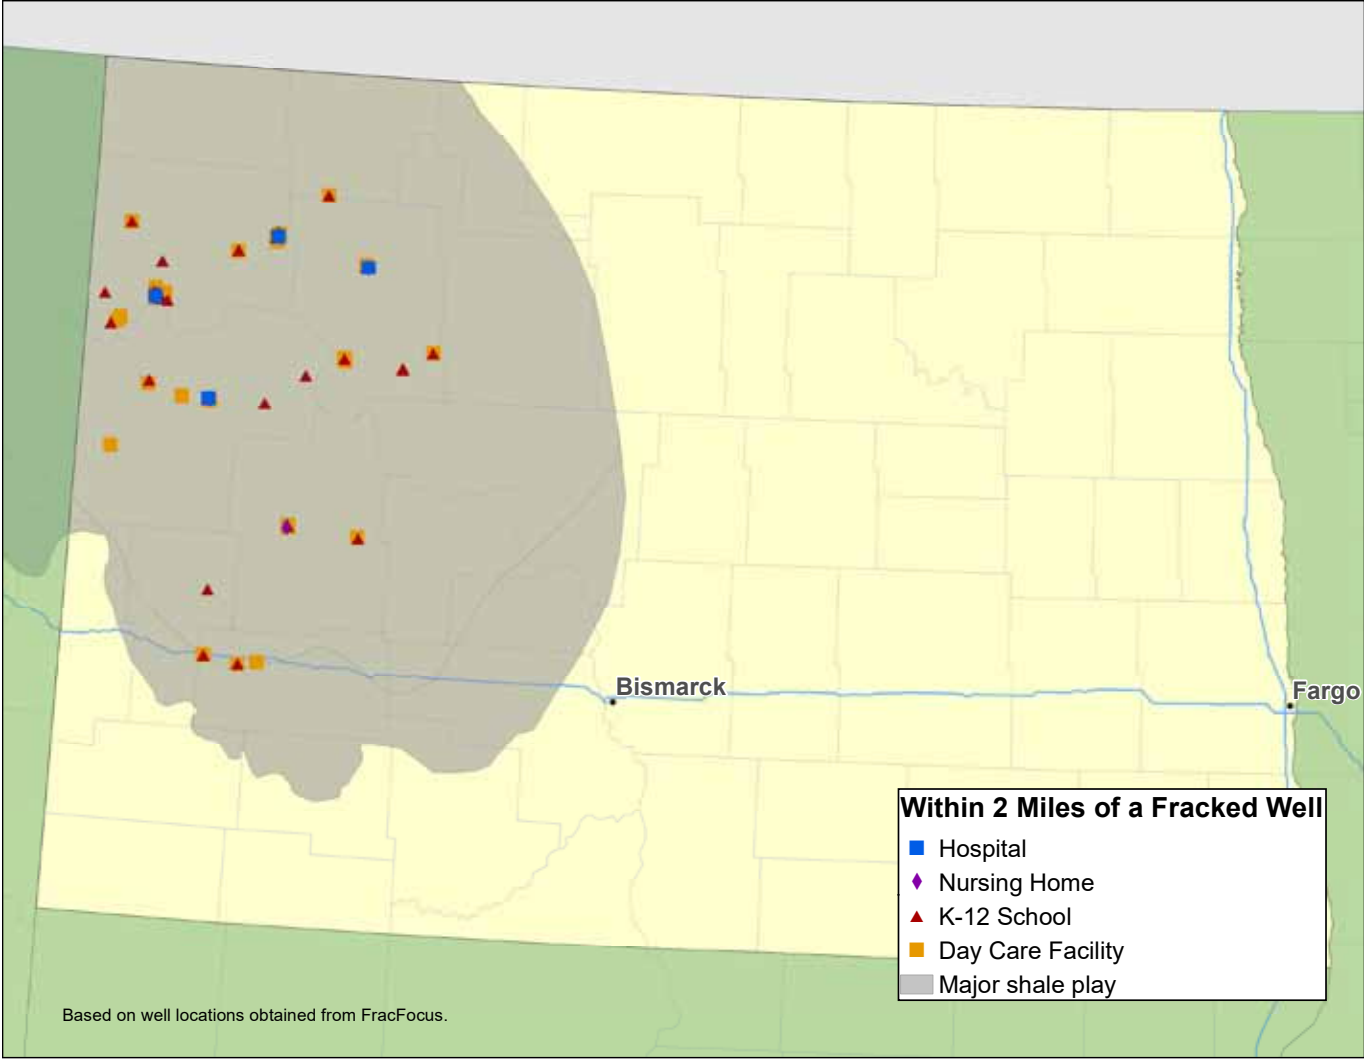 Bismarck
Fargo
Within 2 Miles of a Fracked Well
Hospital
Nursing Home
K-12 School
Day Care Facility
Major shale play
Based on well locations obtained from FracFocus.